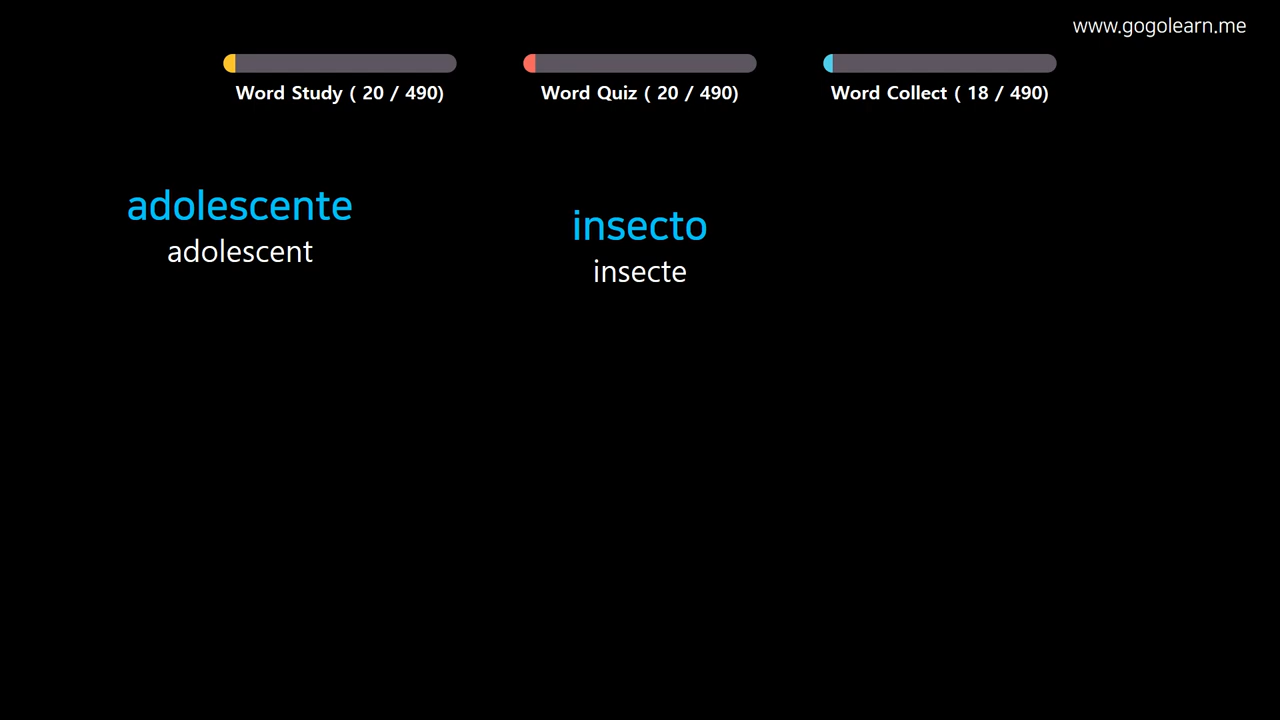 www.gogolearn.me
Word Study ( 20 / 490)
Word Quiz ( 20 / 490)
Word Collect ( 18 / 490)
adolescente
adolescent
insecto
insecte